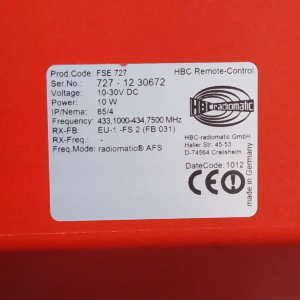 Prod.Code: FSE 727 HBC Remote-Control
Ser No.: 727 - 12 30672
Voltage: 10-30V DC
Power: 10 W
IP/Nema: 65/4
Frequency: 433,1000-434,7500 MHz
RX-FB: EU-1 -FS 2 (FB 031)
RX-Freq.: -
Freq.Mode: radiomatic® AFS
HBC radiomatic
HBC-radiomatic GmbH
Haller Str. 45-53
D-74564 Crailsheim
DateCode: 1012
CE
made in Germany